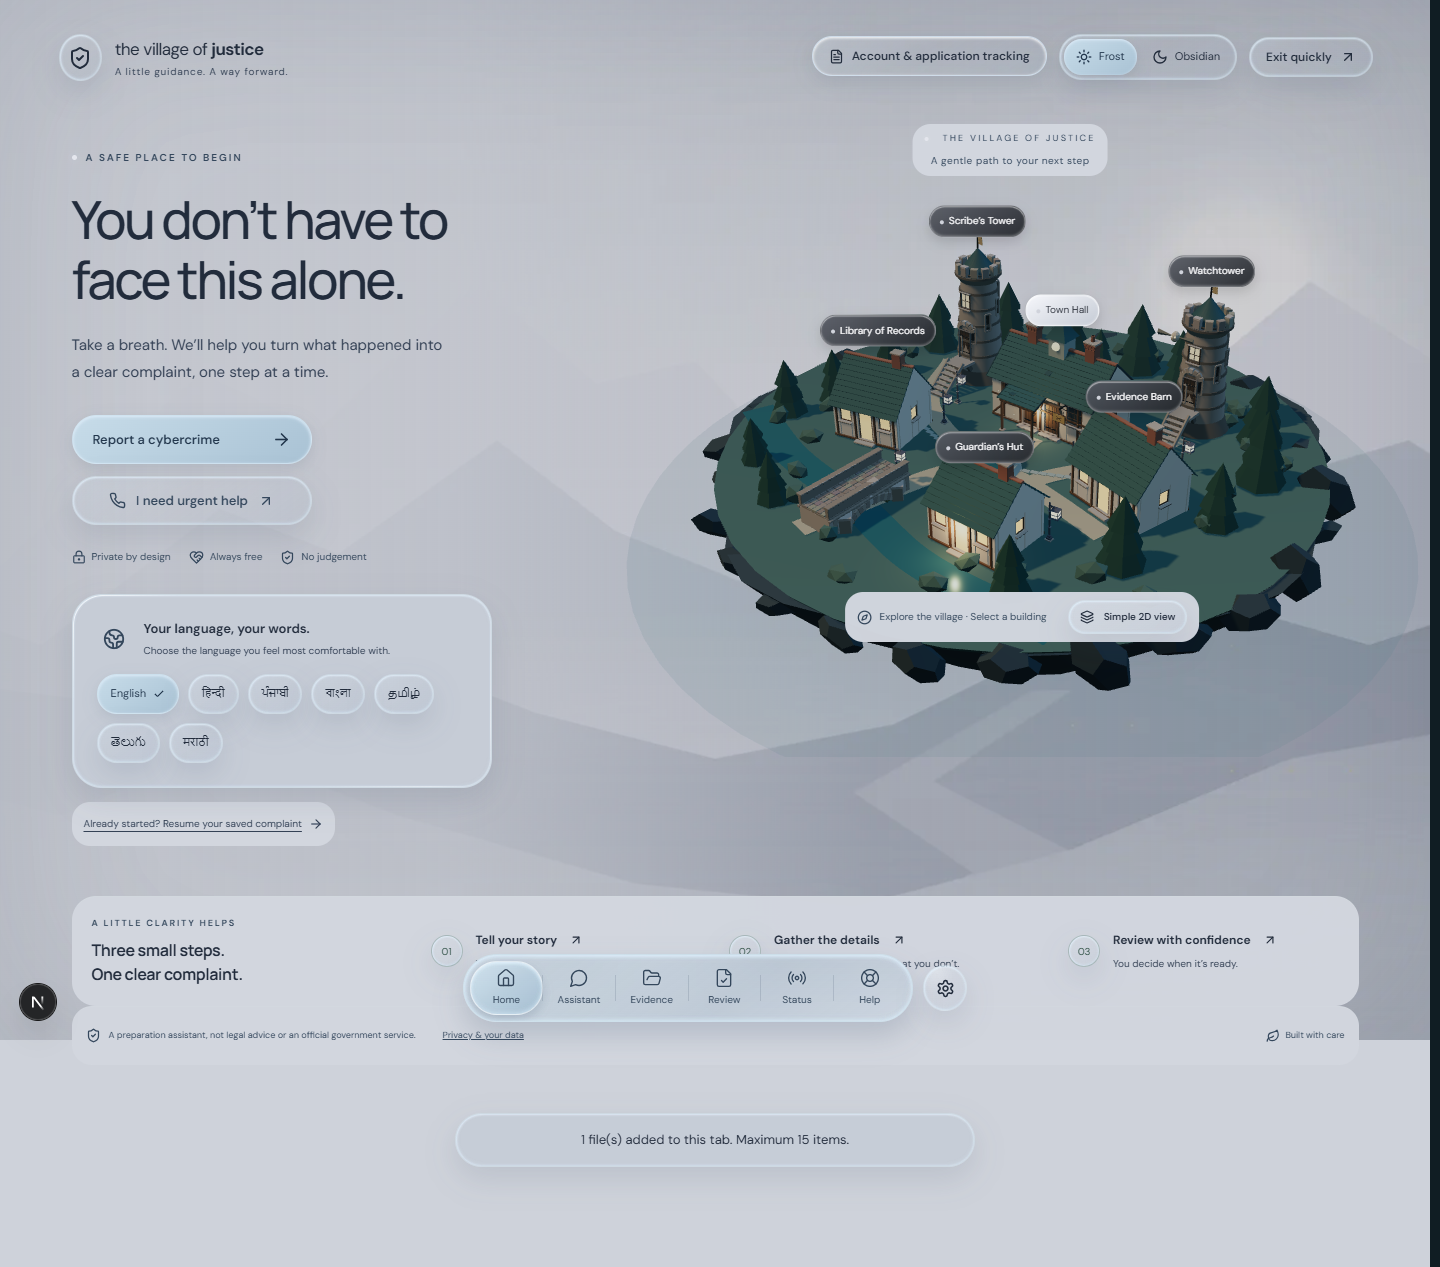 the village of justice
A little guidance. A way forward.
Account & application tracking
Frost
Obsidian
Exit quickly
A SAFE PLACE TO BEGIN
You don’t have to
face this alone.
Take a breath. We’ll help you turn what happened into
a clear complaint, one step at a time.
Report a cybercrime
I need urgent help
Private by design
Always free
No judgement
Your language, your words.
Choose the language you feel most comfortable with.
English
हिन्दी
ਪੰਜਾਬੀ
বাংলা
தமிழ்
తెలుగు
मराठी
Already started? Resume your saved complaint
THE VILLAGE OF JUSTICE
A gentle path to your next step
Scribe’s Tower
Watchtower
Town Hall
Library of Records
Evidence Barn
Guardian’s Hut
Explore the village · Select a building
Simple 2D view
A LITTLE CLARITY HELPS
Three small steps.
One clear complaint.
01
Tell your story
02
Gather the details
at you don’t.
03
Review with confidence
You decide when it’s ready.
Home
Assistant
Evidence
Review
Status
Help
N
A preparation assistant, not legal advice or an official government service.
Privacy & your data
Built with care
1 file(s) added to this tab. Maximum 15 items.